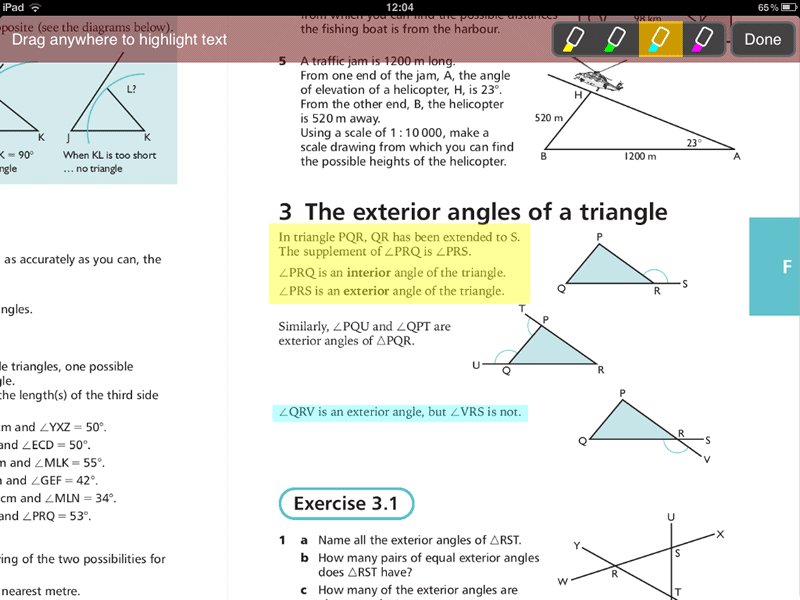 iPad
12:04
65%
Drag anywhere to highlight text
Done
posite (see the diagrams below).
L?
K
J
K
K = 90°
ngle
When KL is too short
… no triangle
as accurately as you can, the
ngles.
le triangles, one possible
gle.
the length(s) of the third side
cm and ∠YXZ = 50°.
and ∠ECD = 50°.
m and ∠MLK = 55°.
n and ∠GEF = 42°.
cm and ∠MLN = 34°.
and ∠PRQ = 53°.
ving of the two possibilities for
nearest metre.
from which you can find the possible distances
the fishing boat is from the harbour.
98 km
5 A traffic jam is 1200 m long.
From one end of the jam, A, the angle
of elevation of a helicopter, H, is 23°.
From the other end, B, the helicopter
is 520 m away.
Using a scale of 1 : 10 000, make a
scale drawing from which you can find
the possible heights of the helicopter.
H
520 m
23°
B
1200 m
A
3 The exterior angles of a triangle
In triangle PQR, QR has been extended to S.
The supplement of ∠PRQ is ∠PRS.
∠PRQ is an interior angle of the triangle.
∠PRS is an exterior angle of the triangle.
P
Q
R
S
F
Similarly, ∠PQU and ∠QPT are
exterior angles of △PQR.
T
P
U
Q
R
∠QRV is an exterior angle, but ∠VRS is not.
P
Q
R
S
V
Exercise 3.1
1 a Name all the exterior angles of △RST.
b How many pairs of equal exterior angles
does △RST have?
c How many of the exterior angles are
U
X
Y
S
R
W
T